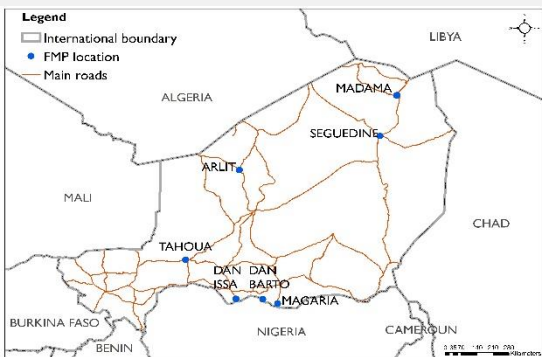 Legend
International boundary
FMP location
Main roads
LIBYA
ALGERIA
MADAMA
SEGUEDINE
ARLIT
MALI
CHAD
TAHOUA
DAN ISSA
DAN BARTO
MAGARIA
BURKINA FASO
NIGERIA
CAMEROUN
BENIN
Kilometers